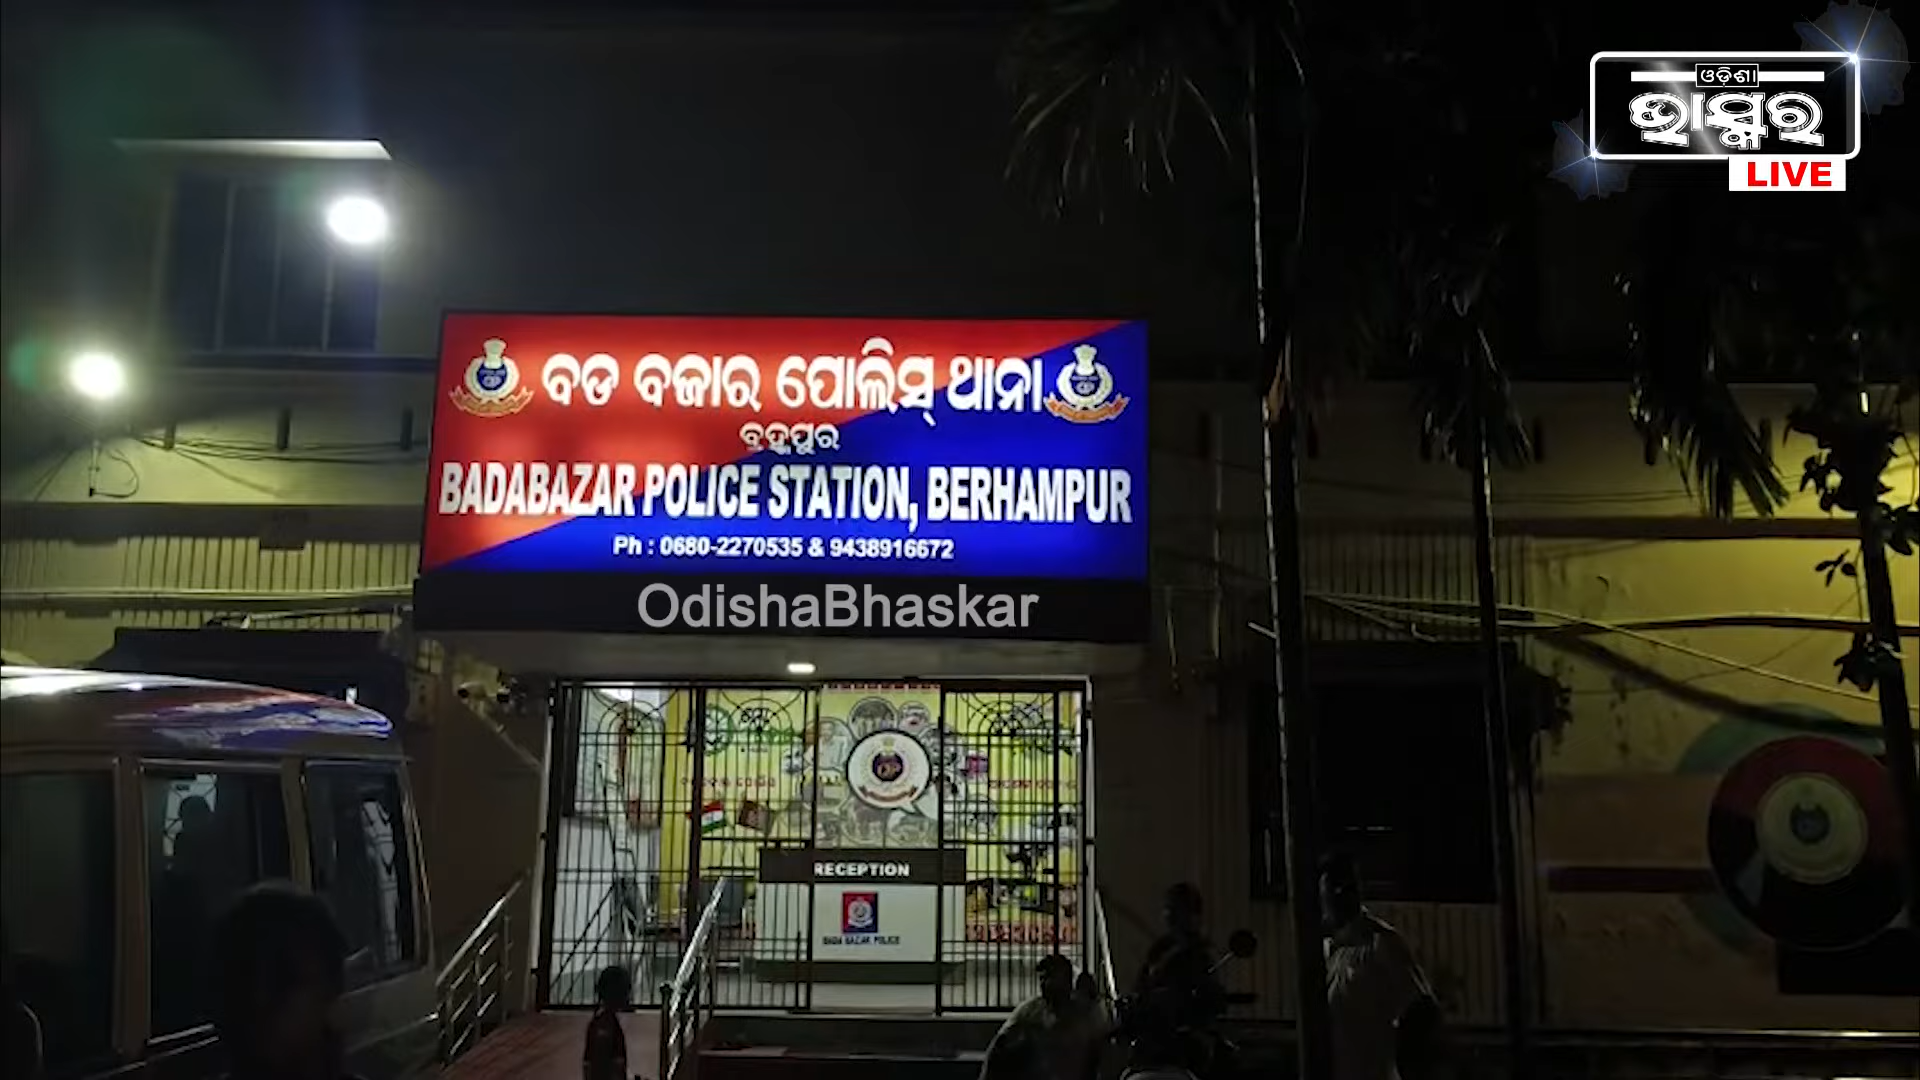 ଓଡ଼ିଶା
ଭାସ୍କର
LIVE
ବଡ ବଜାର ପୋଲିସ୍ ଥାନା
ବ୍ରହ୍ମପୁର
BADABAZAR POLICE STATION, BERHAMPUR
Ph : 0680-2270535 & 9438916672
OdishaBhaskar
RECEPTION
BADA BAZAR POLICE